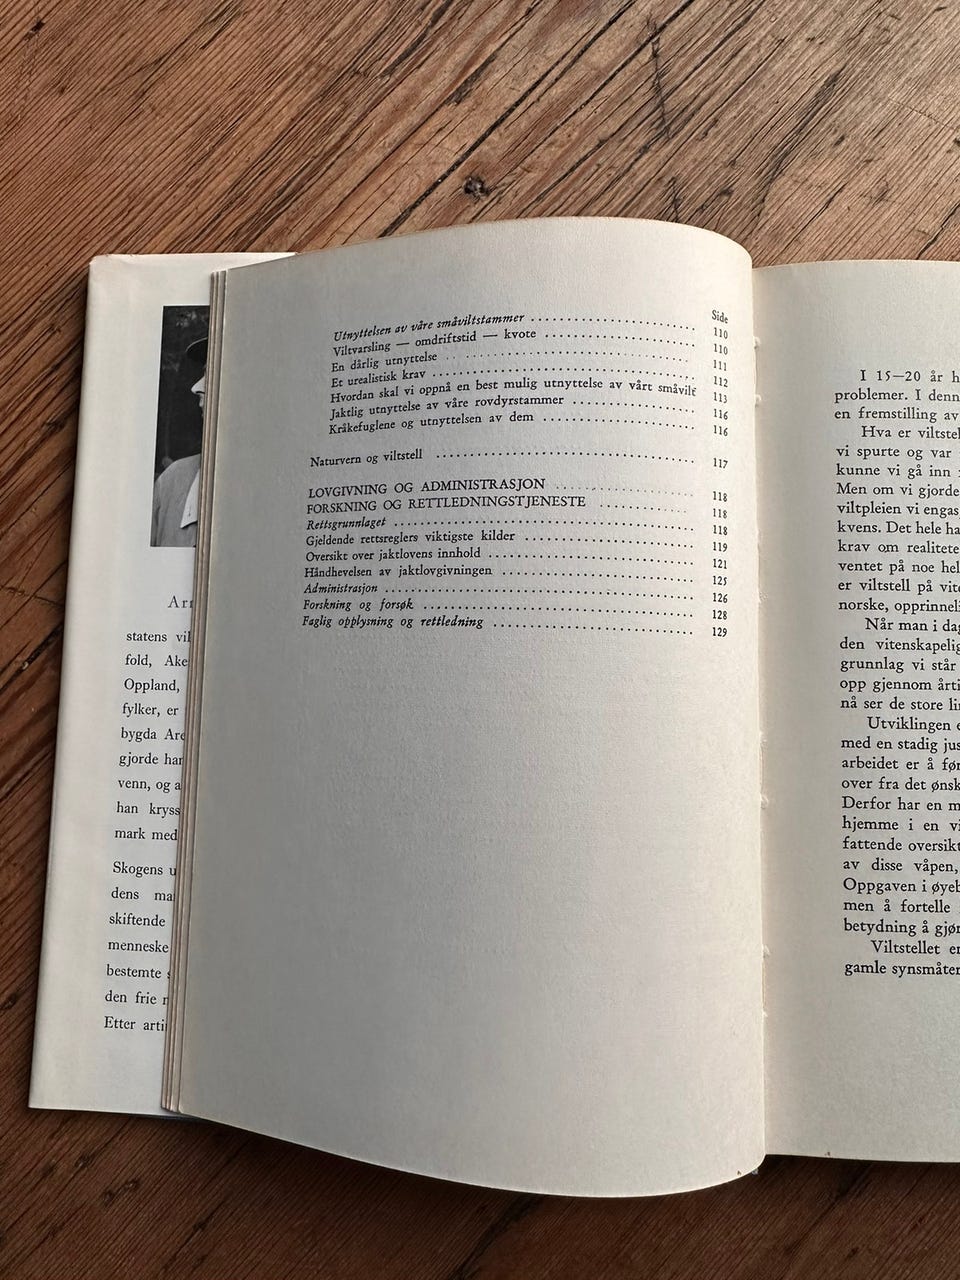 Arn
statens vil
fold, Ake
Oppland,
fylker, er
bygda Are
gjorde har
venn, og a
han kryss
mark med
Skogens u
dens ma
skiftende
menneske
bestemte s
den frie
Etter arti
Side
Utnyttelsen av våre småviltstammer .......................... 110
Viltvarsling — omdriftstid — kvote ........................ 110
En dårlig utnyttelse .......................... 111
Et urealistisk krav .......................... 112
Hvordan skal vi oppnå en best mulig utnyttelse av vårt småvilt 113
Jaktlig utnyttelse av våre rovdyrstammer .................... 116
Kråkefuglene og utnyttelsen av dem ........................ 116
Naturvern og viltstell .......................... 117
LOVGIVNING OG ADMINISTRASJON .................... 118
FORSKNING OG RETTLEDNINGSTJENESTE .............. 118
Rettsgrunnlaget .......................... 118
Gjeldende rettsreglers viktigste kilder .......................... 119
Oversikt over jaktlovens innhold .......................... 121
Håndhevelsen av jaktlovgivningen .......................... 125
Administrasjon .......................... 126
Forskning og forsøk .......................... 128
Faglig opplysning og rettledning .......................... 129
I 15—20 år h
problemer. I denn
en fremstilling av
Hva er viltstel
vi spurte og var
kunne vi gå inn
Men om vi gjorde
viltpleien vi engas
kvens. Det hele ha
krav om realitete
ventet på noe hel
er viltstell på vite
norske, opprinneli
Når man i dag
den vitenskapelig
grunnlag vi står
opp gjennom årti
nå ser de store lin
Utviklingen e
med en stadig jus
arbeidet er å før
over fra det ønsk
Derfor har en m
hjemme i en vi
fattende oversikt
av disse våpen,
Oppgaven i øyeb
men å fortelle
betydning å gjør
Viltstellet er
gamle synsmåter